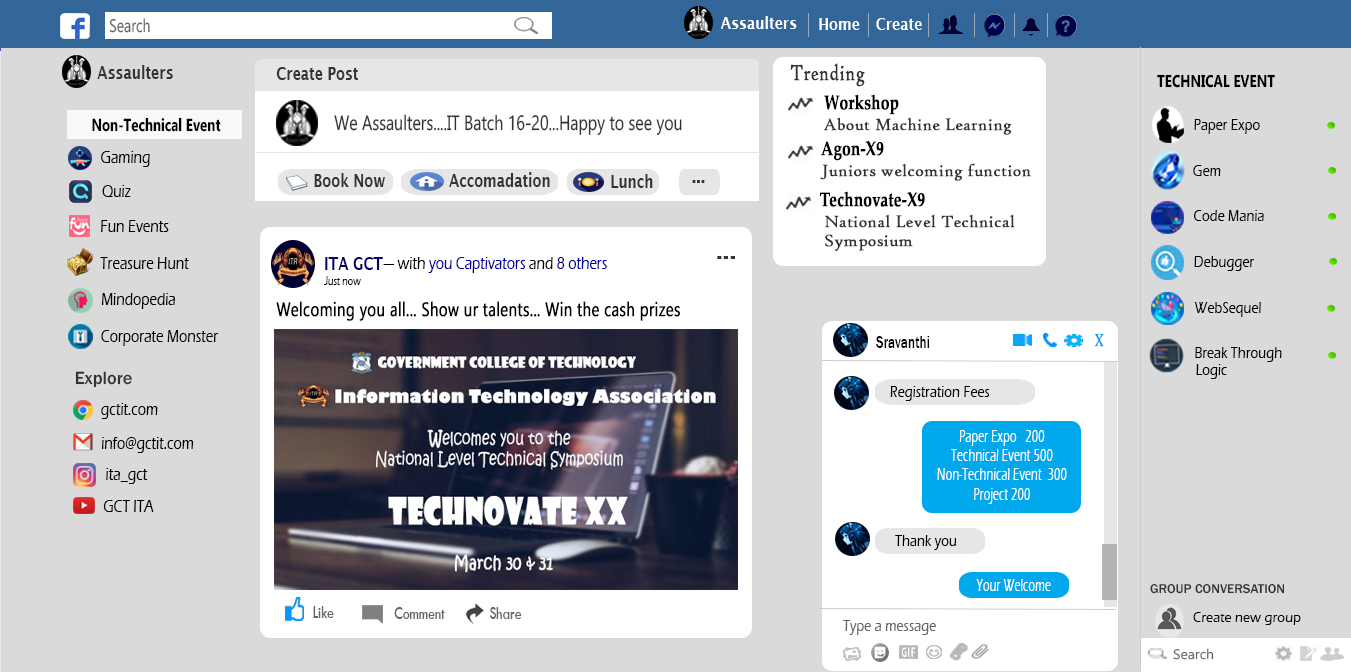 f Search
Assaulters Home Create
Assaulters
Non-Technical Event
Gaming
Quiz
Fun Events
Treasure Hunt
Mindopedia
Corporate Monster
Explore
gctit.com
info@gctit.com
ita_gct
GCT ITA
Create Post
We Assaulters....IT Batch 16-20...Happy to see you
Book Now Accomadation Lunch ...
ITA GCT— with you Captivators and 8 others
Just now
Welcoming you all... Show ur talents... Win the cash prizes
GOVERNMENT COLLEGE OF TECHNOLOGY
Information Technology Association
Welcomes you to the
National Level Technical Symposium
TECHNOVATE XX
March 30 & 31
Like Comment Share
Trending
Workshop
About Machine Learning
Agon-X9
Juniors welcoming function
Technovate-X9
National Level Technical
Symposium
Sravanthi X
Registration Fees
Paper Expo 200
Technical Event 500
Non-Technical Event 300
Project 200
Thank you
Your Welcome
Type a message
GIF
TECHNICAL EVENT
Paper Expo
Gem
Code Mania
Debugger
WebSequel
Break Through
Logic
GROUP CONVERSATION
Create new group
Search